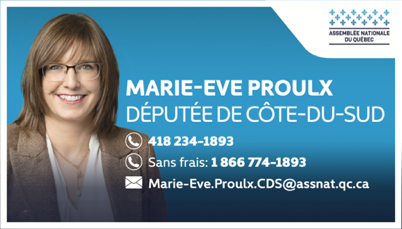 ASSEMBLÉE NATIONALE
DU QUÉBEC
MARIE-EVE PROULX
DÉPUTÉE DE CÔTE-DU-SUD
418 234-1893
Sans frais: 1 866 774-1893
Marie-Eve.Proulx.CDS@assnat.qc.ca